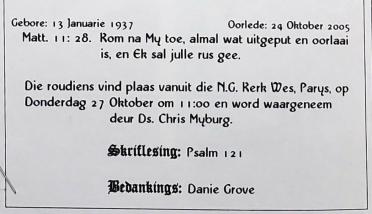 Gebore: 13 Januarie 1937 Oorlede: 24 Oktober 2005
Matt. 11: 28. Rom na My toe, almal wat uitgeput en oorlaai
is, en Ek sal julle rus gee.
Die roudiens vind plaas vanuit die N.G. Kerk Wes, Parys, op
Donderdag 27 Oktober om 11:00 en word waargeneem
deur Ds. Chris Myburg.
Skriflesing: Psalm 121
Bedankings: Danie Grove